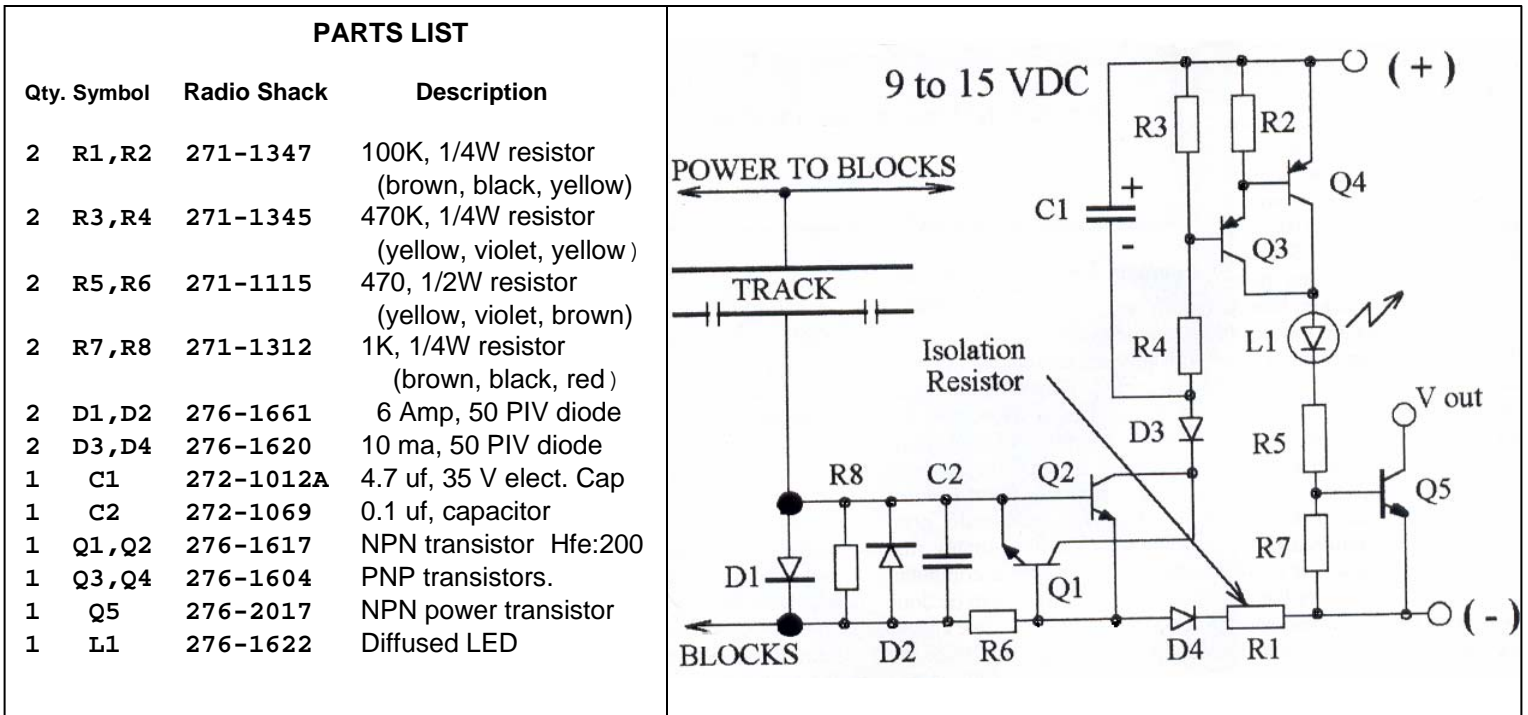 PARTS LIST
Qty. Symbol Radio Shack Description
2 R1,R2 271-1347 100K, 1/4W resistor
(brown, black, yellow)
2 R3,R4 271-1345 470K, 1/4W resistor
(yellow, violet, yellow)
2 R5,R6 271-1115 470, 1/2W resistor
(yellow, violet, brown)
2 R7,R8 271-1312 1K, 1/4W resistor
(brown, black, red)
2 D1,D2 276-1661 6 Amp, 50 PIV diode
2 D3,D4 276-1620 10 ma, 50 PIV diode
1 C1 272-1012A 4.7 uf, 35 V elect. Cap
1 C2 272-1069 0.1 uf, capacitor
1 Q1,Q2 276-1617 NPN transistor Hfe:200
1 Q3,Q4 276-1604 PNP transistors.
1 Q5 276-2017 NPN power transistor
1 L1 276-1622 Diffused LED
9 to 15 VDC
(+)
R3
R2
POWER TO BLOCKS
+
Q4
C1
-
Q3
TRACK
Isolation
Resistor
R4
L1
V out
D3
R5
R8
C2
Q2
Q5
R7
D1
Q1
(-)
BLOCKS
D2
R6
D4
R1